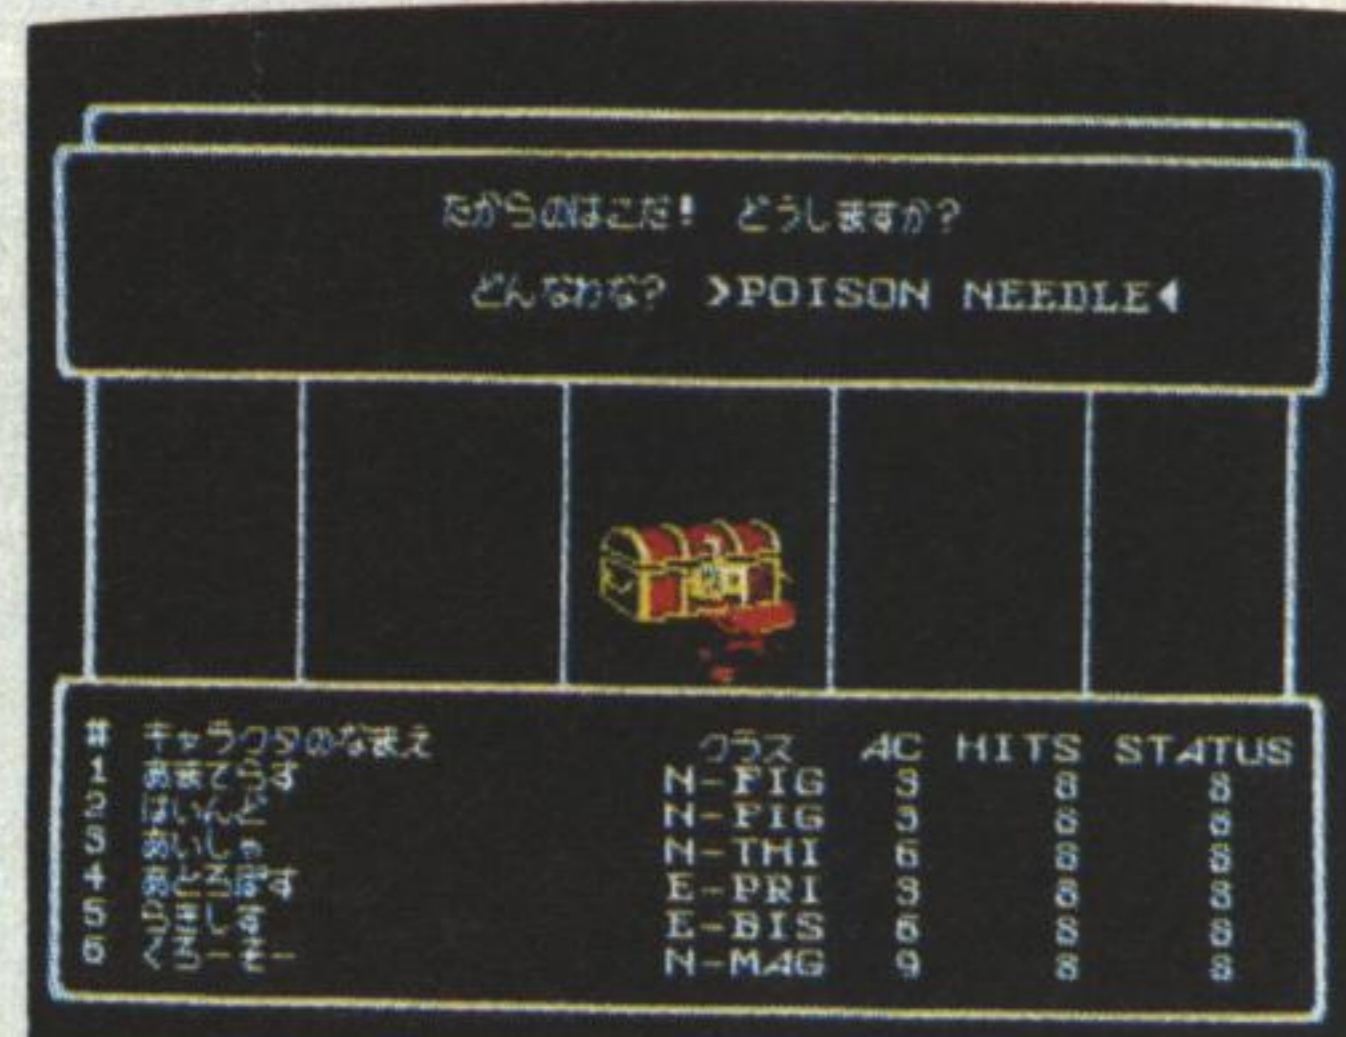 たからのはこだ! どうしますか?
どんなわな? >POISON NEEDLE◀
# キャラクタのなまえ クラス AC HITS STATUS
1 あまてらす N-FIG 3 8 8
2 はいんど N-FIG 3 8 8
3 あいしゃ N-THI 6 8 8
4 あとろぽす E-PRI 3 8 8
5 らきしす E-BIS 6 8 8
6 くろーそー N-MAG 9 8 8